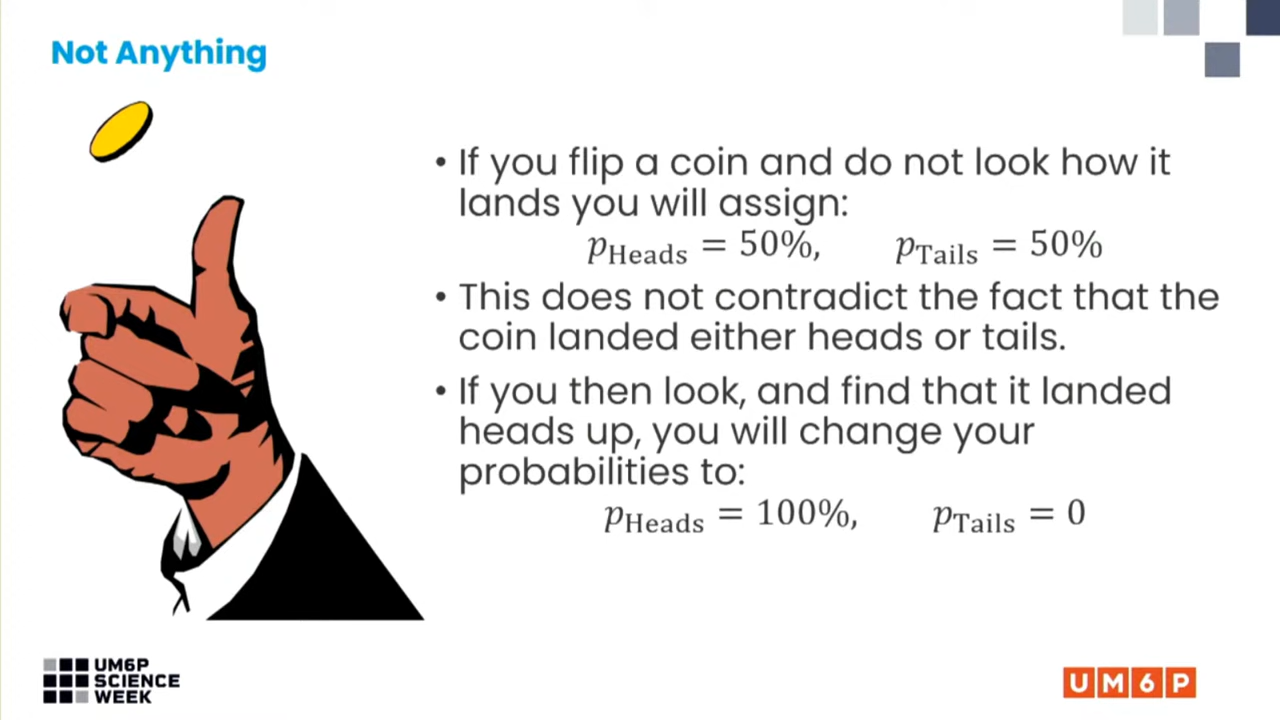 Not Anything
• If you flip a coin and do not look how it
lands you will assign:
pHeads = 50%, pTails = 50%
• This does not contradict the fact that the
coin landed either heads or tails.
• If you then look, and find that it landed
heads up, you will change your
probabilities to:
pHeads = 100%, pTails = 0
UM6P
SCIENCE
WEEK
UM6P